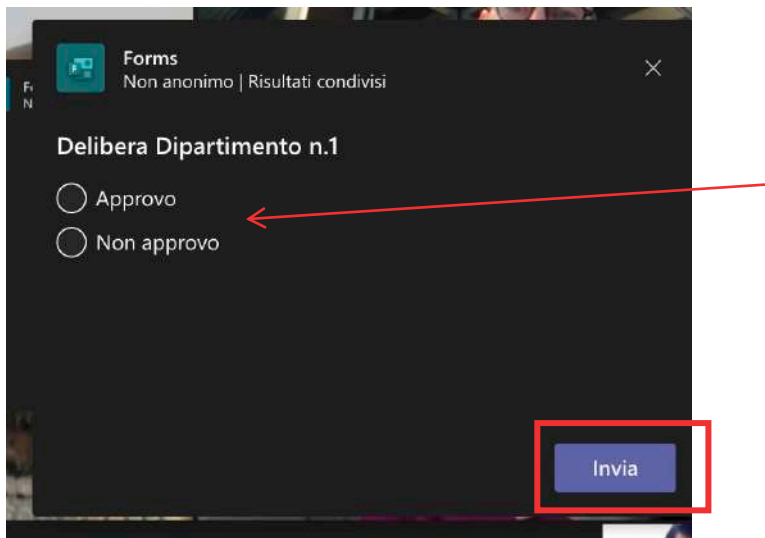 Forms
Non anonimo | Risultati condivisi
Delibera Dipartimento n.1
Approvo
Non approvo
Invia